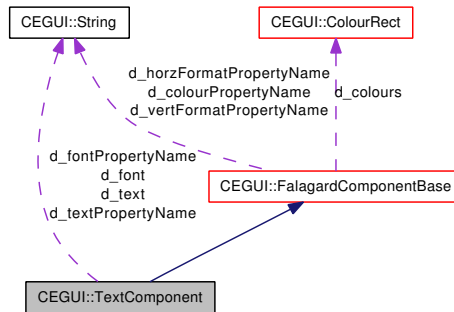 CEGUI::String
CEGUI::ColourRect
d_horzFormatPropertyName
d_colourPropertyName
d_vertFormatPropertyName
d_colours
d_fontPropertyName
d_font
d_text
d_textPropertyName
CEGUI::FalagardComponentBase
CEGUI::TextComponent